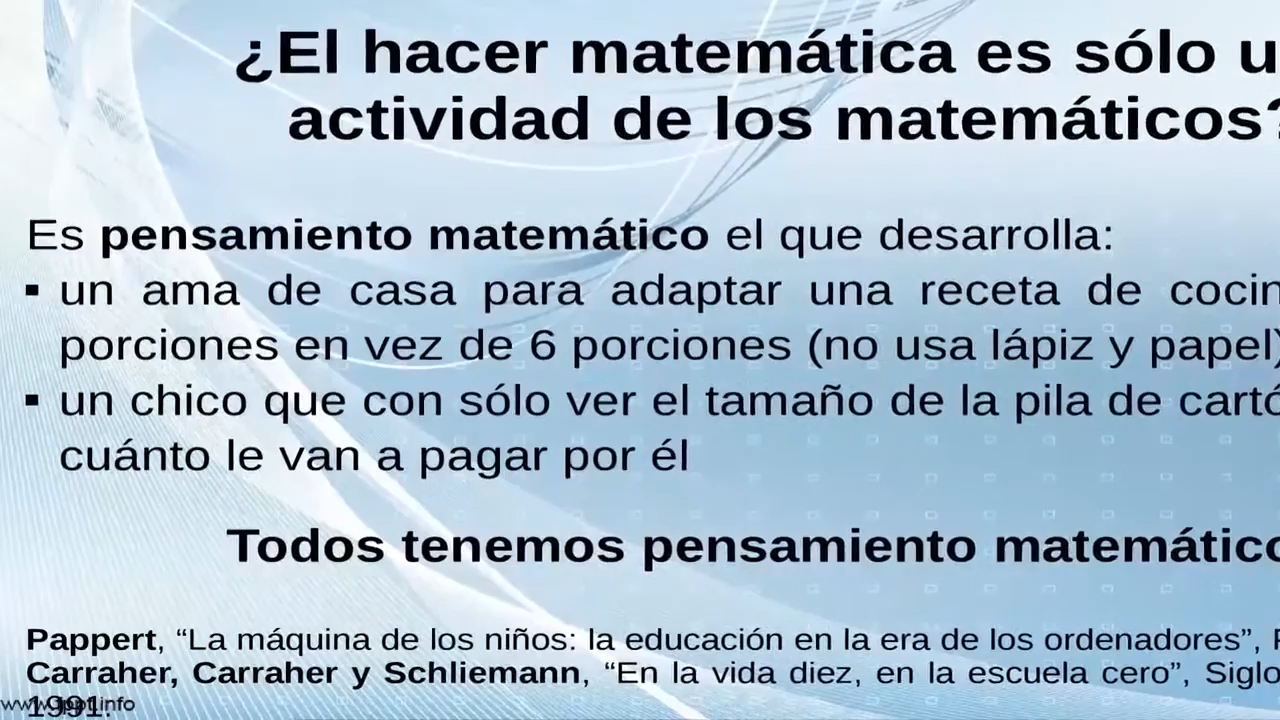 ¿El hacer matemática es sólo u
actividad de los matemáticos?
Es pensamiento matemático el que desarrolla:
▪ un ama de casa para adaptar una receta de cocin
porciones en vez de 6 porciones (no usa lápiz y papel)
▪ un chico que con sólo ver el tamaño de la pila de cartó
cuánto le van a pagar por él
Todos tenemos pensamiento matemático
Pappert, “La máquina de los niños: la educación en la era de los ordenadores”,
Carraher, Carraher y Schliemann, “En la vida diez, en la escuela cero”, Siglo
1991.